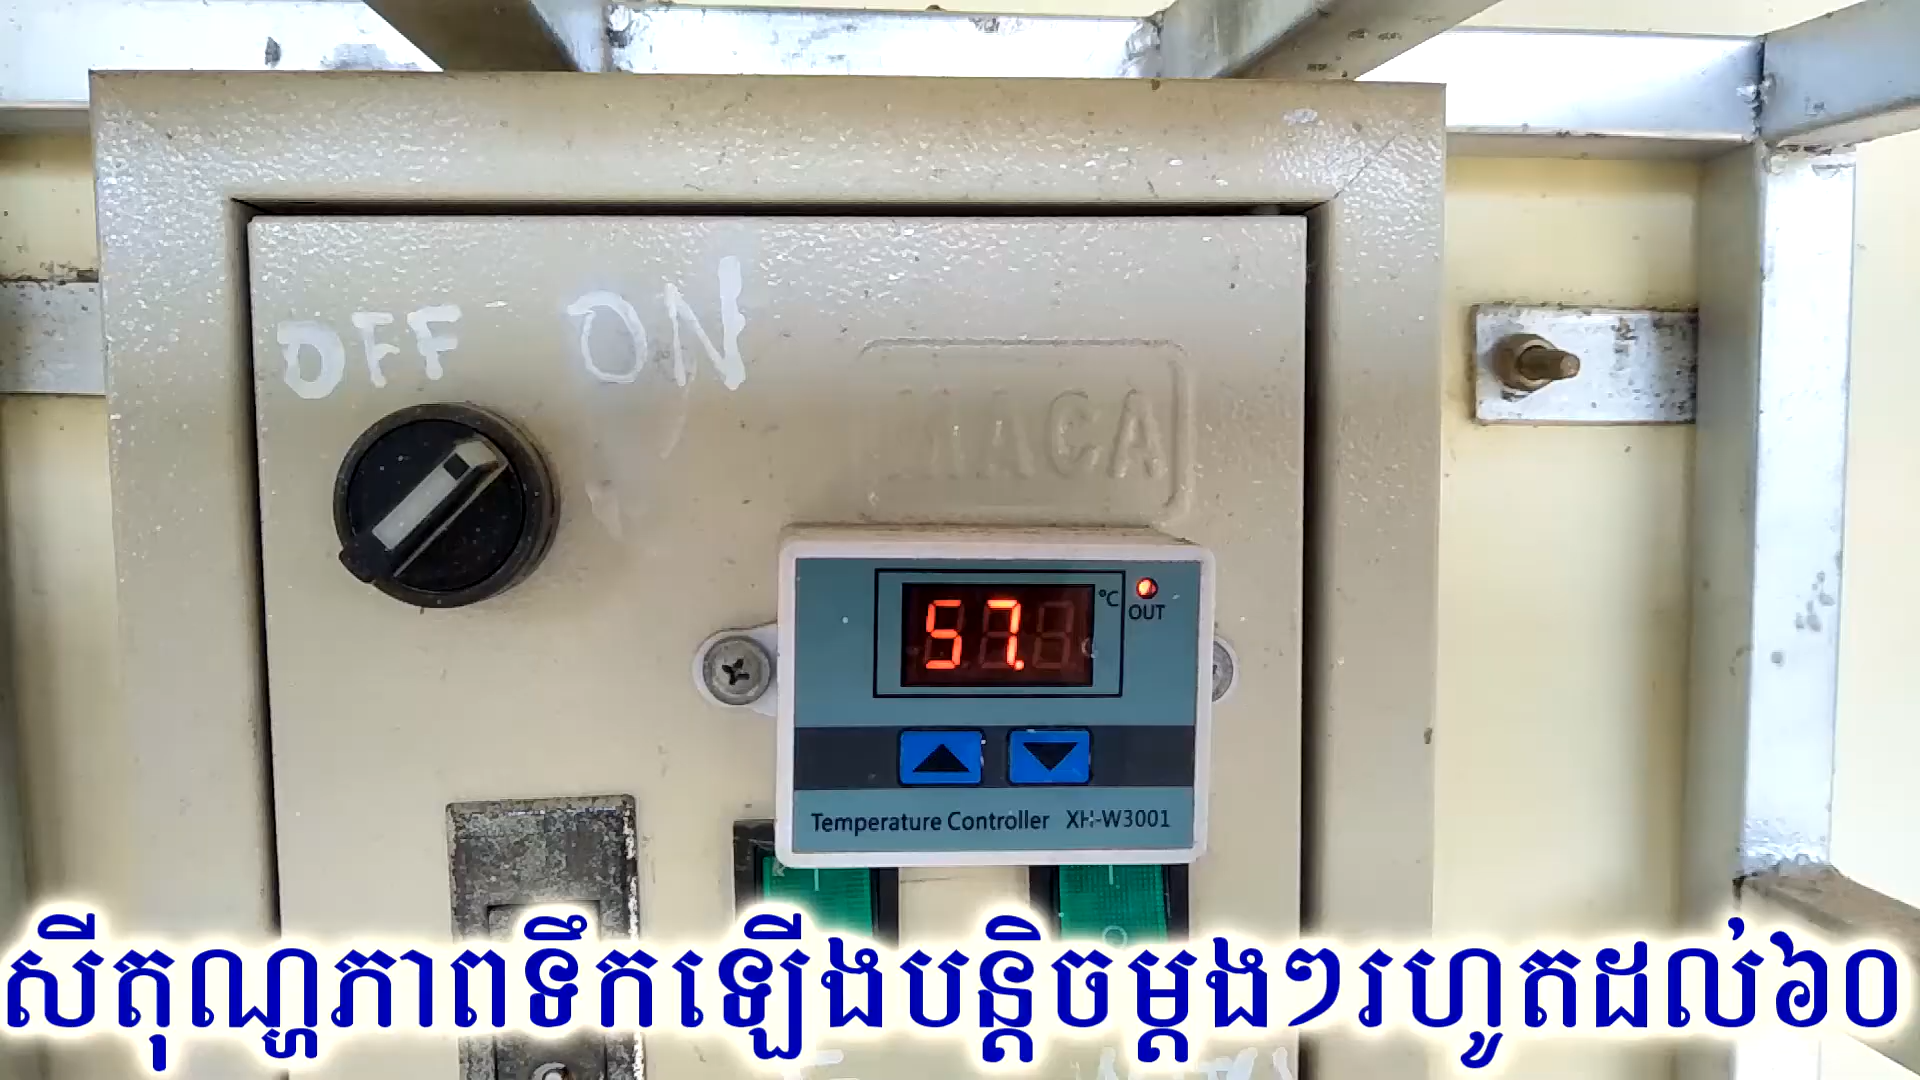 OFF ON
MACA
57.
°C
OUT
Temperature Controller XH-W3001
សីតុណ្ហភាពទឹកឡើងបន្តិចម្តងៗរហូតដល់៦០